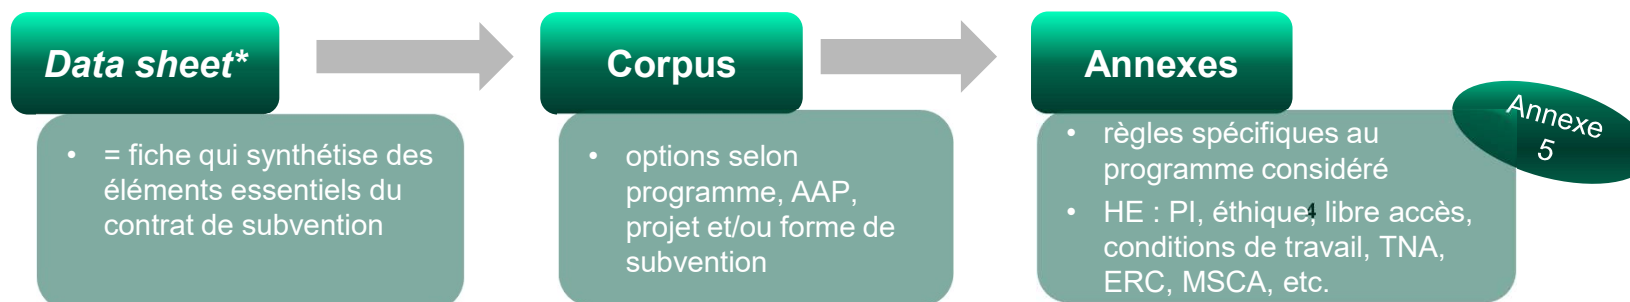 Data sheet*
• = fiche qui synthétise des
éléments essentiels du
contrat de subvention
Corpus
• options selon
programme, AAP,
projet et/ou forme de
subvention
Annexes
• règles spécifiques au
programme considéré
• HE : PI, éthique, libre accès,
conditions de travail, TNA,
ERC, MSCA, etc.
4
Annexe
5